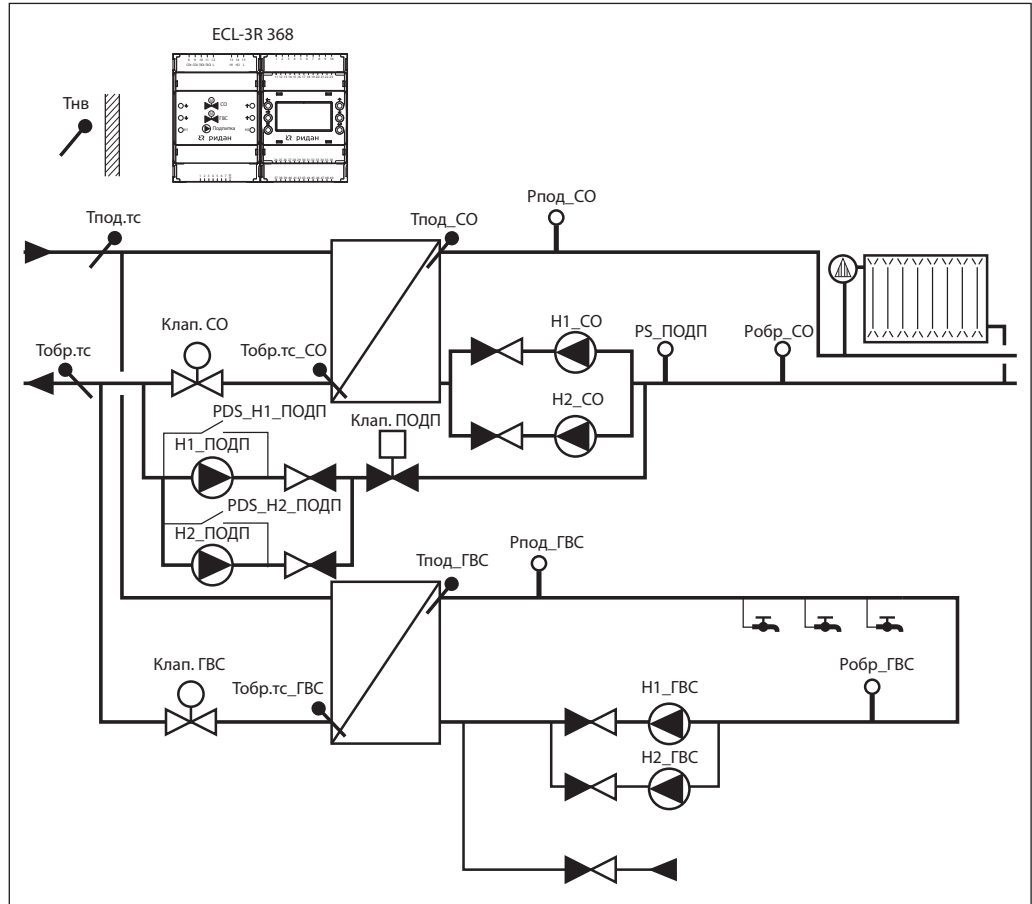 ECL-3R 368
Тнв
СО
ГВС
Подпитка
ридан
ридан
Рпод_СО
Тпод.тс
Тпод_СО
Клап. СО
Н1_СО
PS_ПОДП
Робр_СО
Тобр.тс
Тобр.тс_СО
Н2_СО
PDS_Н1_ПОДП
Клап. ПОДП
Н1_ПОДП
PDS_Н2_ПОДП
Н2_ПОДП
Рпод_ГВС
Тпод_ГВС
Клап. ГВС
Робр_ГВС
Тобр.тс_ГВС
Н1_ГВС
Н2_ГВС